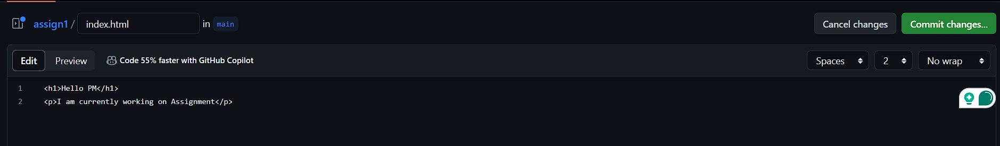 assign1 / index.html in main Cancel changes Commit changes...
Edit Preview Code 55% faster with GitHub Copilot Spaces 2 No wrap
1 <h1>Hello PM</h1>
2 <p>I am currently working on Assignment</p>